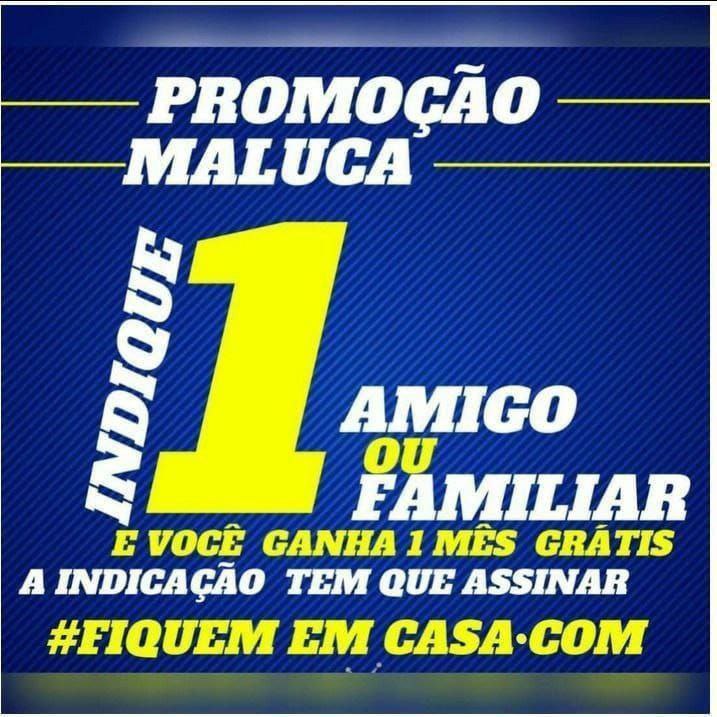 PROMOÇÃO
MALUCA
INDIQUE
1
AMIGO
OU
FAMILIAR
E VOCÊ GANHA 1 MÊS GRÁTIS
A INDICAÇÃO TEM QUE ASSINAR
#FIQUEM EM CASA•COM